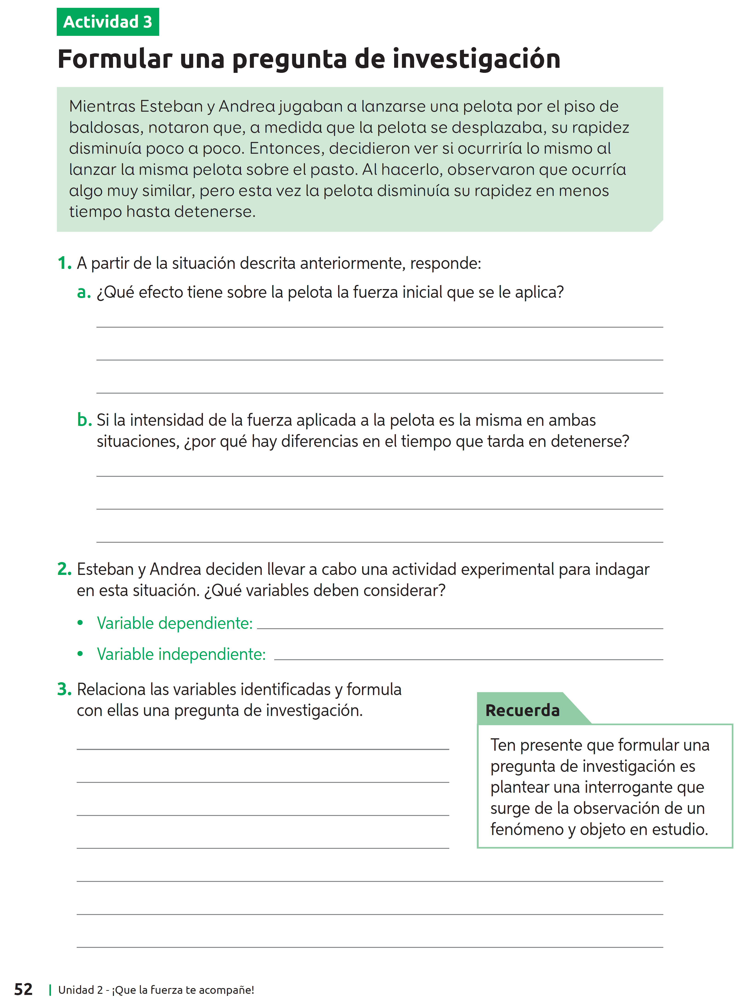 Actividad 3
Formular una pregunta de investigación
Mientras Esteban y Andrea jugaban a lanzarse una pelota por el piso de
baldosas, notaron que, a medida que la pelota se desplazaba, su rapidez
disminuía poco a poco. Entonces, decidieron ver si ocurriría lo mismo al
lanzar la misma pelota sobre el pasto. Al hacerlo, observaron que ocurría
algo muy similar, pero esta vez la pelota disminuía su rapidez en menos
tiempo hasta detenerse.
1. A partir de la situación descrita anteriormente, responde:
a. ¿Qué efecto tiene sobre la pelota la fuerza inicial que se le aplica?
b. Si la intensidad de la fuerza aplicada a la pelota es la misma en ambas
situaciones, ¿por qué hay diferencias en el tiempo que tarda en detenerse?
2. Esteban y Andrea deciden llevar a cabo una actividad experimental para indagar
en esta situación. ¿Qué variables deben considerar?
• Variable dependiente:
• Variable independiente:
3. Relaciona las variables identificadas y formula
con ellas una pregunta de investigación.
Recuerda
Ten presente que formular una
pregunta de investigación es
plantear una interrogante que
surge de la observación de un
fenómeno y objeto en estudio.
52 | Unidad 2 - ¡Que la fuerza te acompañe!